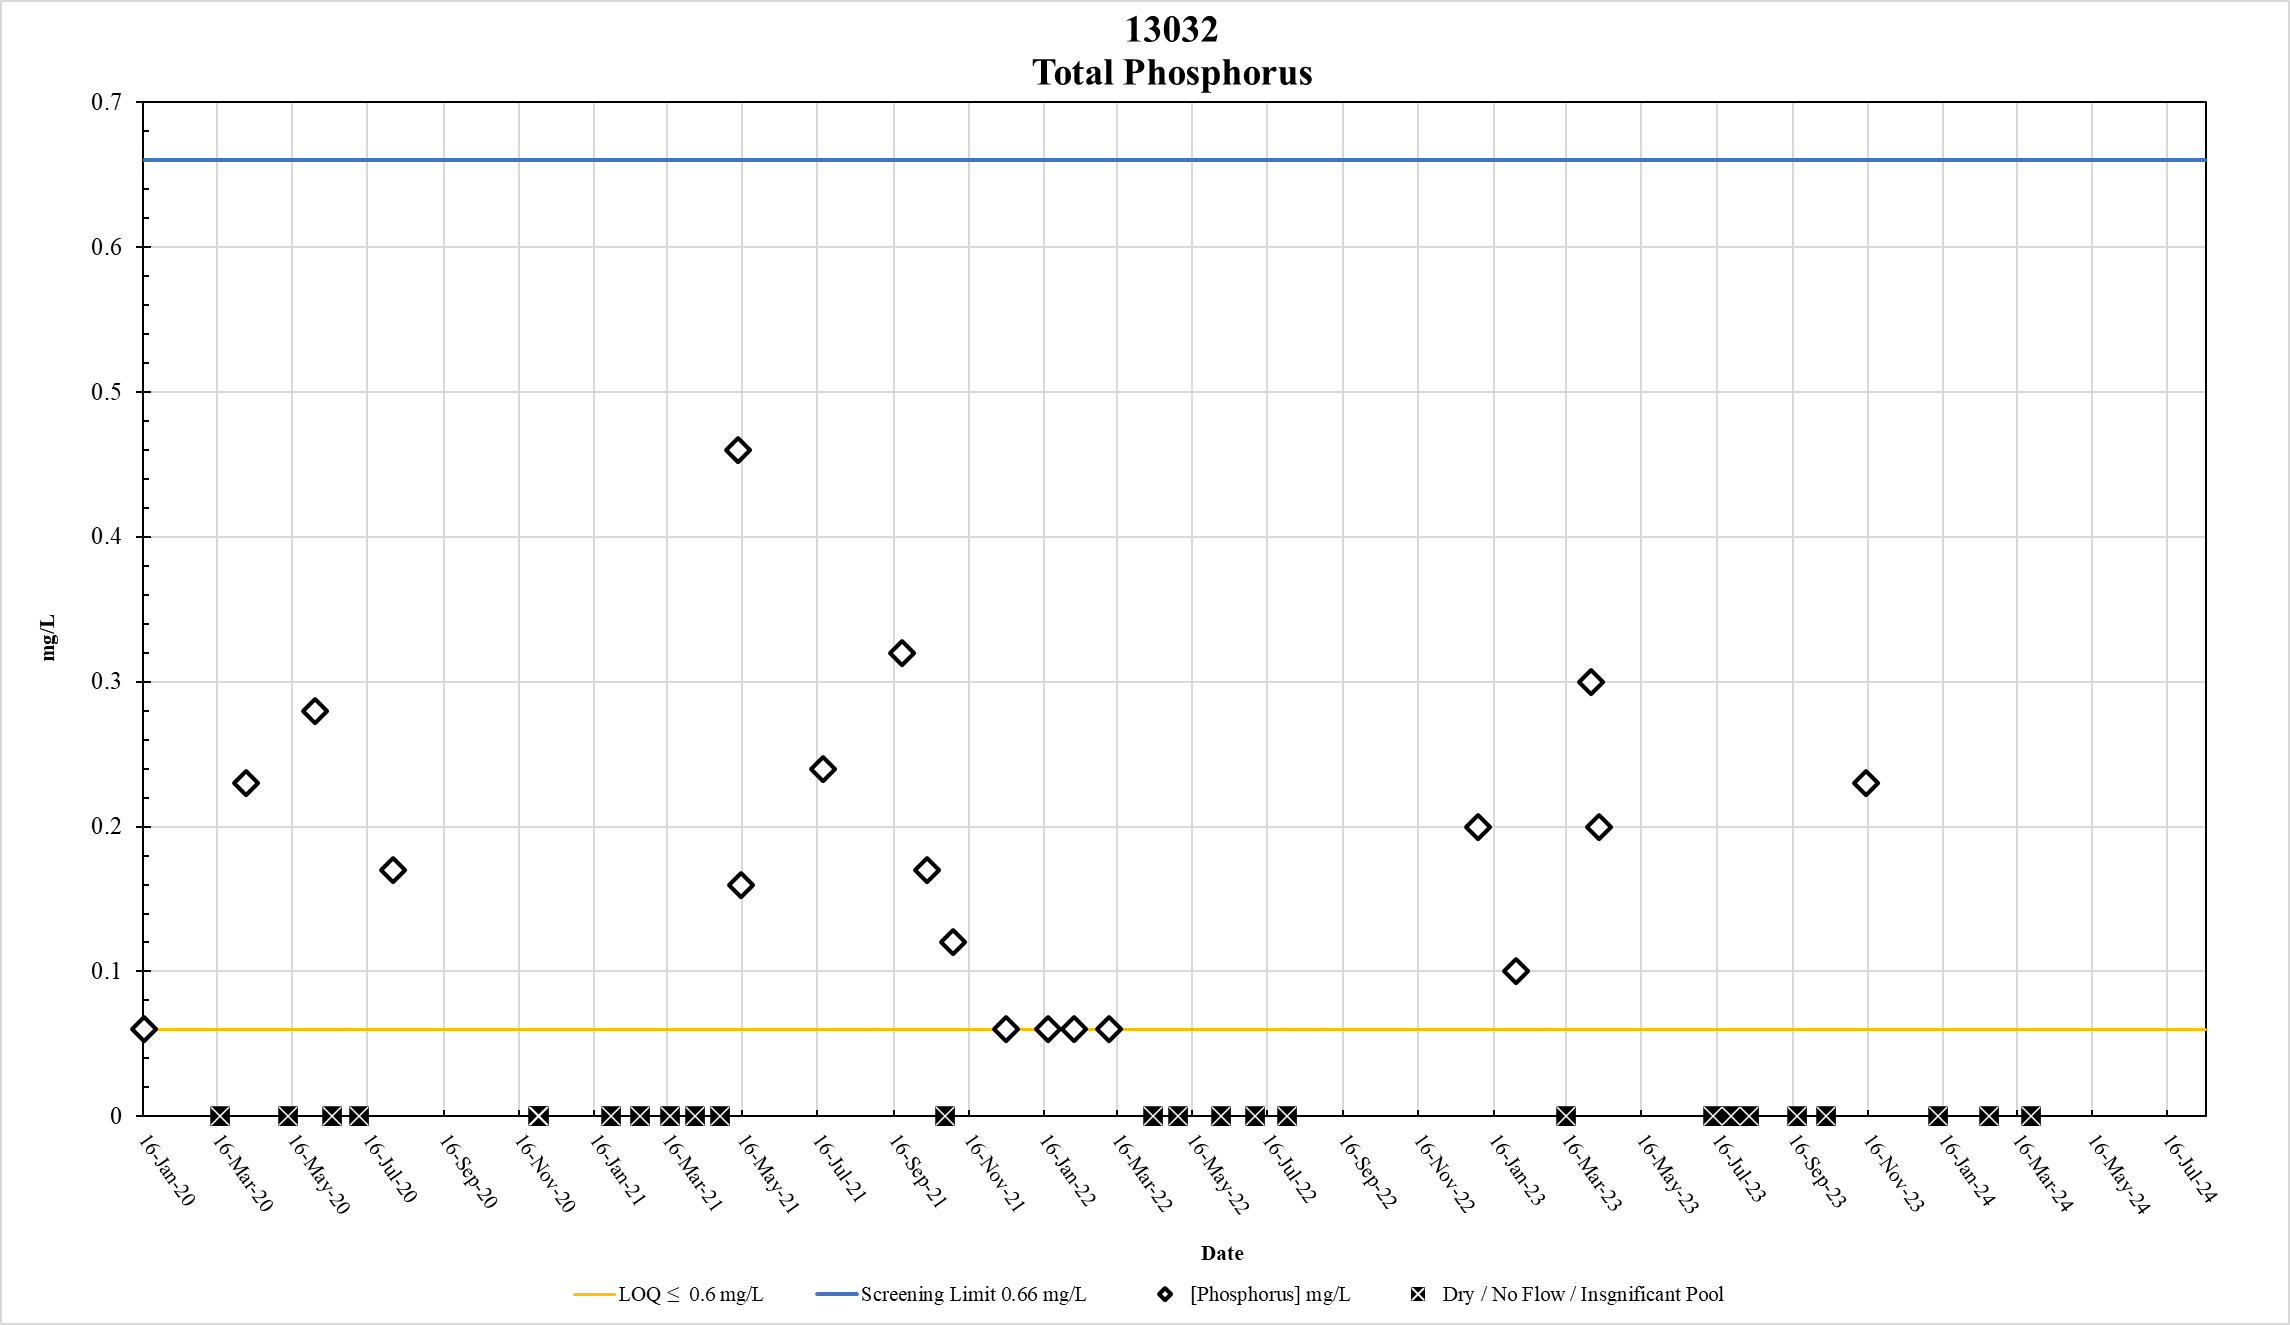 13032
Total Phosphorus
0.7
0.6
0.5
0.4
0.3
0.2
0.1
0
mg/L
16-Jan-20
16-Mar-20
16-May-20
16-Jul-20
16-Sep-20
16-Nov-20
16-Jan-21
16-Mar-21
16-May-21
16-Jul-21
16-Sep-21
16-Nov-21
16-Jan-22
16-Mar-22
16-May-22
16-Jul-22
16-Sep-22
16-Nov-22
16-Jan-23
16-Mar-23
16-May-23
16-Jul-23
16-Sep-23
16-Nov-23
16-Jan-24
16-Mar-24
16-May-24
16-Jul-24
Date
LOQ ≤ 0.6 mg/L
Screening Limit 0.66 mg/L
[Phosphorus] mg/L
Dry / No Flow / Insgnificant Pool